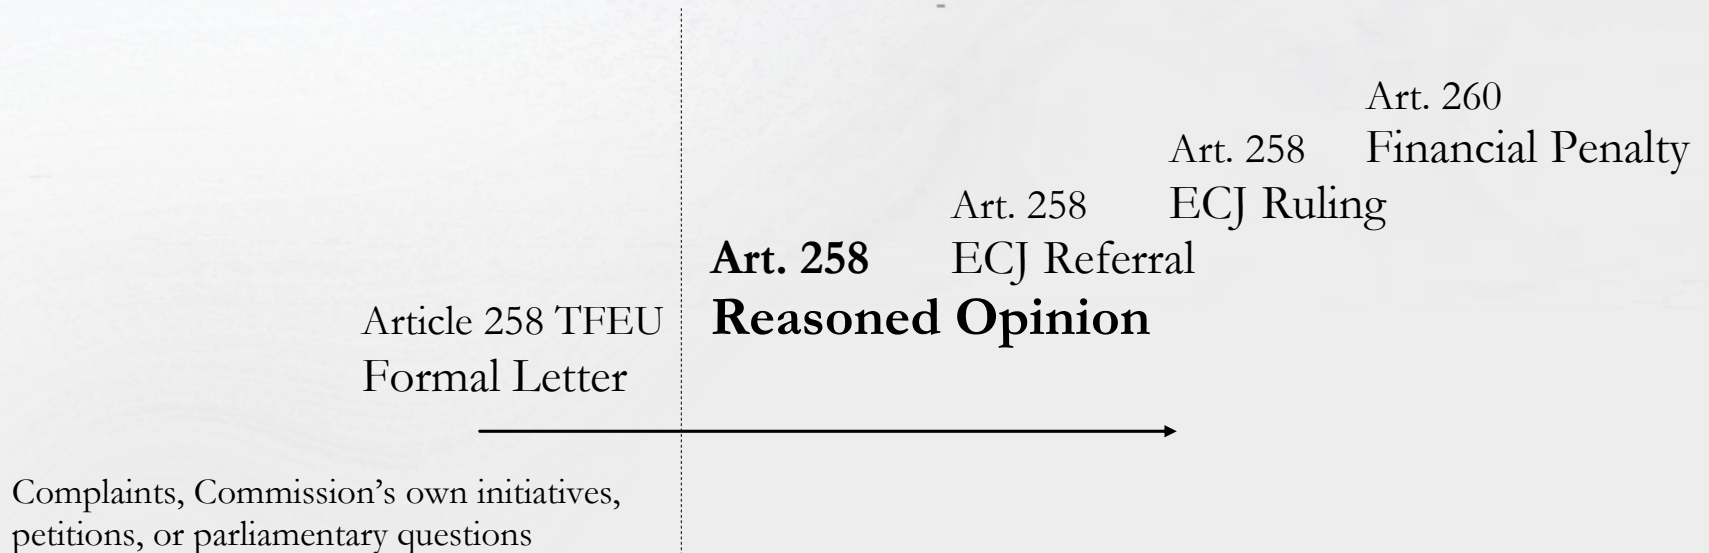 Art. 260
Financial Penalty
Art. 258
ECJ Ruling
Art. 258
ECJ Referral
Art. 258
Reasoned Opinion
Article 258 TFEU
Formal Letter
Complaints, Commission’s own initiatives,
petitions, or parliamentary questions